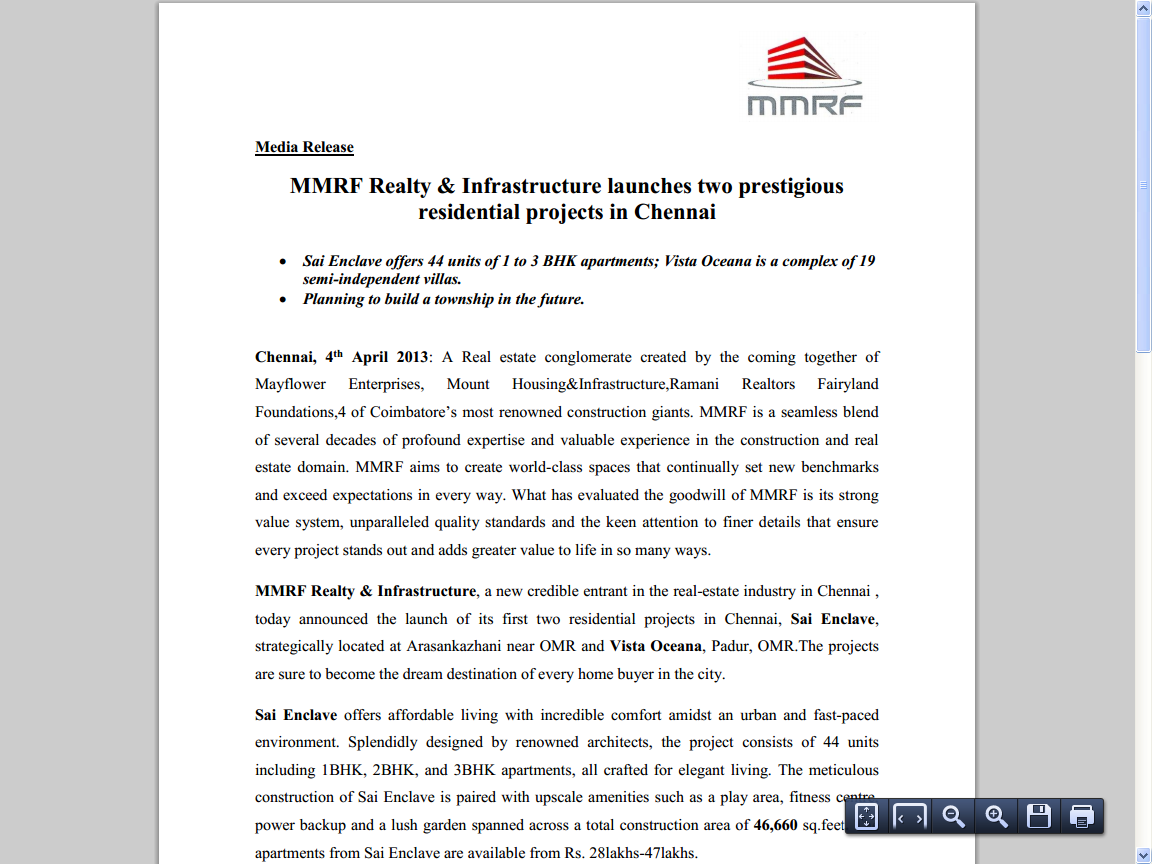 MMRF
Media Release
MMRF Realty & Infrastructure launches two prestigious
residential projects in Chennai
• Sai Enclave offers 44 units of 1 to 3 BHK apartments; Vista Oceana is a complex of 19
semi-independent villas.
• Planning to build a township in the future.
Chennai, 4th April 2013: A Real estate conglomerate created by the coming together of
Mayflower Enterprises, Mount Housing&Infrastructure,Ramani Realtors Fairyland
Foundations,4 of Coimbatore’s most renowned construction giants. MMRF is a seamless blend
of several decades of profound expertise and valuable experience in the construction and real
estate domain. MMRF aims to create world-class spaces that continually set new benchmarks
and exceed expectations in every way. What has evaluated the goodwill of MMRF is its strong
value system, unparalleled quality standards and the keen attention to finer details that ensure
every project stands out and adds greater value to life in so many ways.
MMRF Realty & Infrastructure, a new credible entrant in the real-estate industry in Chennai ,
today announced the launch of its first two residential projects in Chennai, Sai Enclave,
strategically located at Arasankazhani near OMR and Vista Oceana, Padur, OMR.The projects
are sure to become the dream destination of every home buyer in the city.
Sai Enclave offers affordable living with incredible comfort amidst an urban and fast-paced
environment. Splendidly designed by renowned architects, the project consists of 44 units
including 1BHK, 2BHK, and 3BHK apartments, all crafted for elegant living. The meticulous
construction of Sai Enclave is paired with upscale amenities such as a play area, fitness centre
power backup and a lush garden spanned across a total construction area of 46,660 sq.feet
apartments from Sai Enclave are available from Rs. 28lakhs-47lakhs.